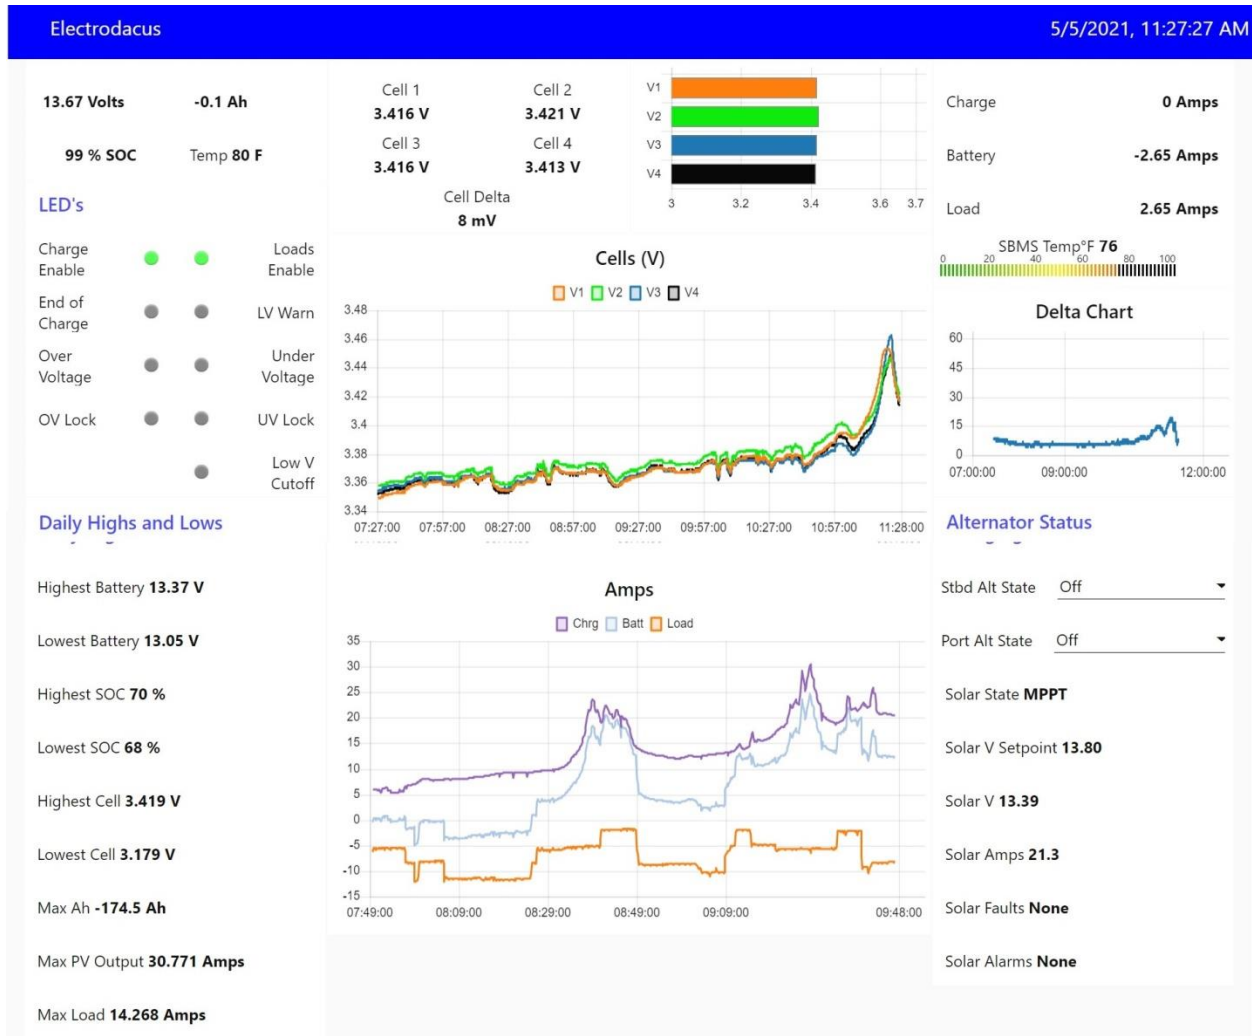 Electrodacus
5/5/2021, 11:27:27 AM
13.67 Volts
-0.1 Ah
99 % SOC
Temp 80 F
Cell 1
3.416 V
Cell 2
3.421 V
Cell 3
3.416 V
Cell 4
3.413 V
Cell Delta
8 mV
V1
V2
V3
V4
3
3.2
3.4
3.6
3.7
Charge
0 Amps
Battery
-2.65 Amps
Load
2.65 Amps
SBMS Temp°F 76
0
20
40
60
80
100
LED's
Charge
Enable
Loads
Enable
End of
Charge
LV Warn
Over
Voltage
Under
Voltage
OV Lock
UV Lock
Low V
Cutoff
Cells (V)
V1 V2 V3 V4
3.48
3.46
3.44
3.42
3.4
3.38
3.36
3.34
07:27:00 07:57:00 08:27:00 08:57:00 09:27:00 09:57:00 10:27:00 10:57:00 11:28:00
Delta Chart
60
45
30
15
0
07:00:00 09:00:00 12:00:00
Daily Highs and Lows
Highest Battery 13.37 V
Lowest Battery 13.05 V
Highest SOC 70 %
Lowest SOC 68 %
Highest Cell 3.419 V
Lowest Cell 3.179 V
Max Ah -174.5 Ah
Max PV Output 30.771 Amps
Max Load 14.268 Amps
Amps
Chrg Batt Load
35
30
25
20
15
10
5
0
-5
-10
-15
07:49:00 08:09:00 08:29:00 08:49:00 09:09:00 09:48:00
Alternator Status
Stbd Alt State Off
Port Alt State Off
Solar State MPPT
Solar V Setpoint 13.80
Solar V 13.39
Solar Amps 21.3
Solar Faults None
Solar Alarms None